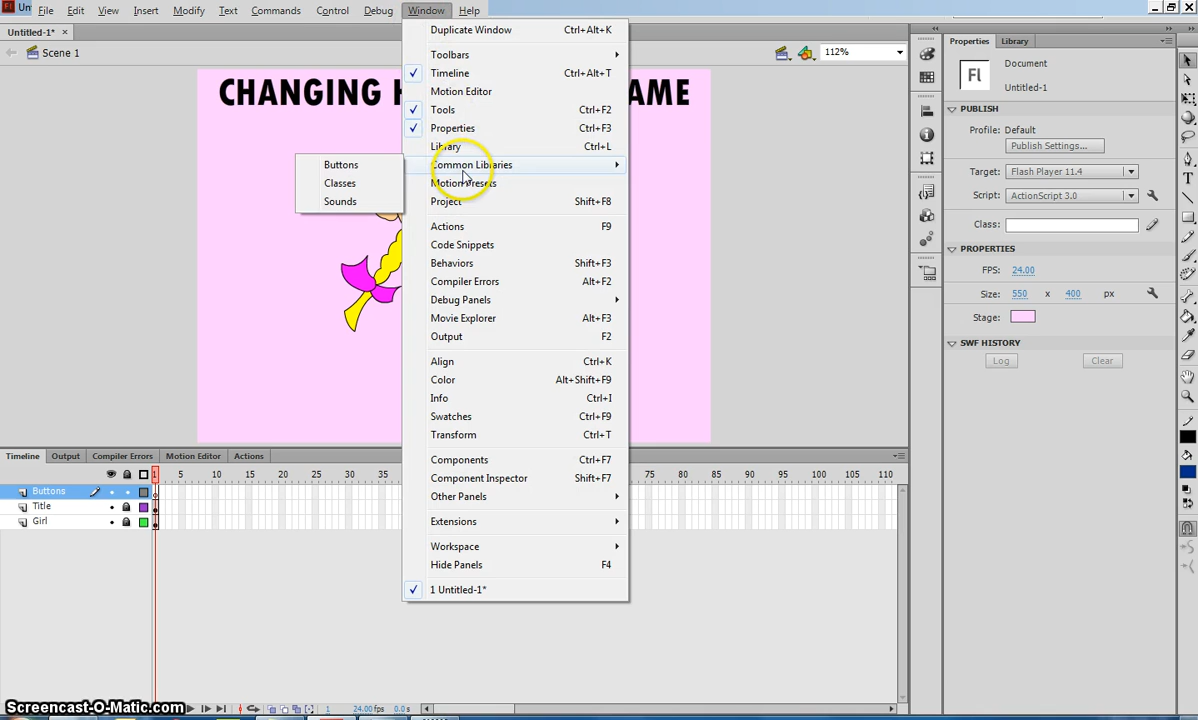 Un
File Edit View Insert Modify Text Commands Control Debug Window Help
Untitled-1*
Scene 1
112%
CHANGING H AME
Duplicate Window Ctrl+Alt+K
Toolbars
Timeline Ctrl+Alt+T
Motion Editor
Tools Ctrl+F2
Properties Ctrl+F3
Library Ctrl+L
Common Libraries
Motion Presets
Project Shift+F8
Actions F9
Code Snippets
Behaviors Shift+F3
Compiler Errors Alt+F2
Debug Panels
Movie Explorer Alt+F3
Output F2
Align Ctrl+K
Color Alt+Shift+F9
Info Ctrl+I
Swatches Ctrl+F9
Transform Ctrl+T
Components Ctrl+F7
Component Inspector Shift+F7
Other Panels
Extensions
Workspace
Hide Panels F4
1 Untitled-1*
Buttons
Classes
Sounds
Properties Library
Fl
Document
Untitled-1
PUBLISH
Profile: Default
Publish Settings...
Target: Flash Player 11.4
Script: ActionScript 3.0
Class:
PROPERTIES
FPS: 24.00
Size: 550 x 400 px
Stage:
SWF HISTORY
Log Clear
Timeline Output Compiler Errors Motion Editor Actions
1 5 10 15 20 25 30 35 75 80 85 90 95 100 105 110
Buttons
Title
Girl
1 24.00 fps 0.0 s
Screencast-O-Matic.com